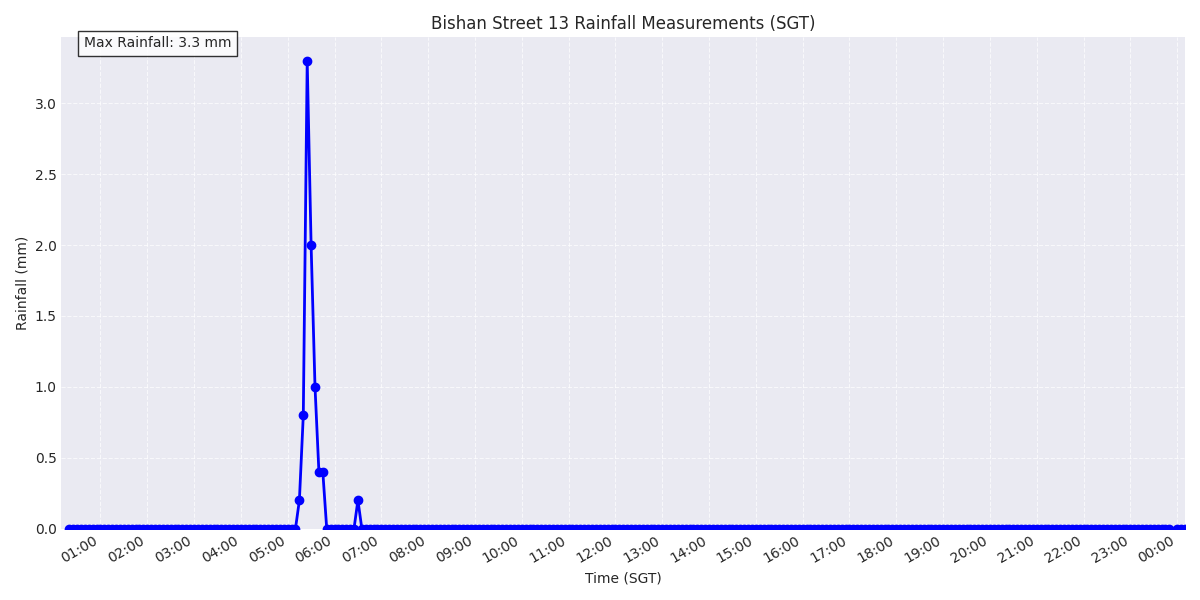 Bishan Street 13 Rainfall Measurements (SGT)
Max Rainfall: 3.3 mm
Rainfall (mm)
3.0
2.5
2.0
1.5
1.0
0.5
0.0
01:00 02:00 03:00 04:00 05:00 06:00 07:00 08:00 09:00 10:00 11:00 12:00 13:00 14:00 15:00 16:00 17:00 18:00 19:00 20:00 21:00 22:00 23:00 00:00
Time (SGT)